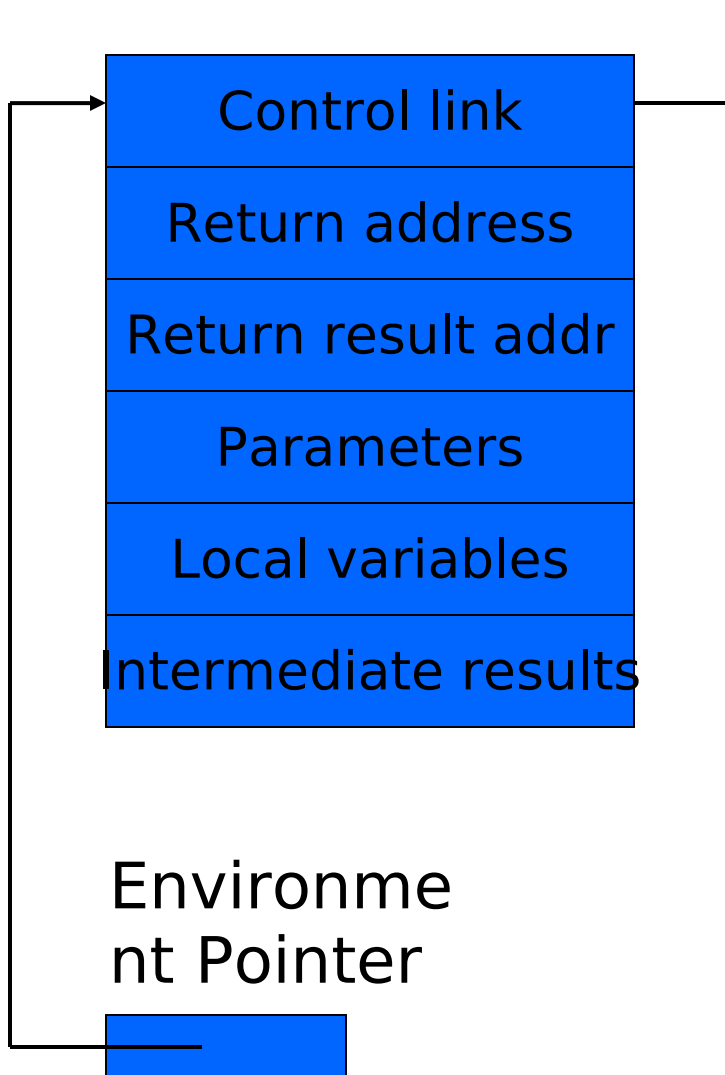 Control link
Return address
Return result addr
Parameters
Local variables
Intermediate results
Environme
nt Pointer